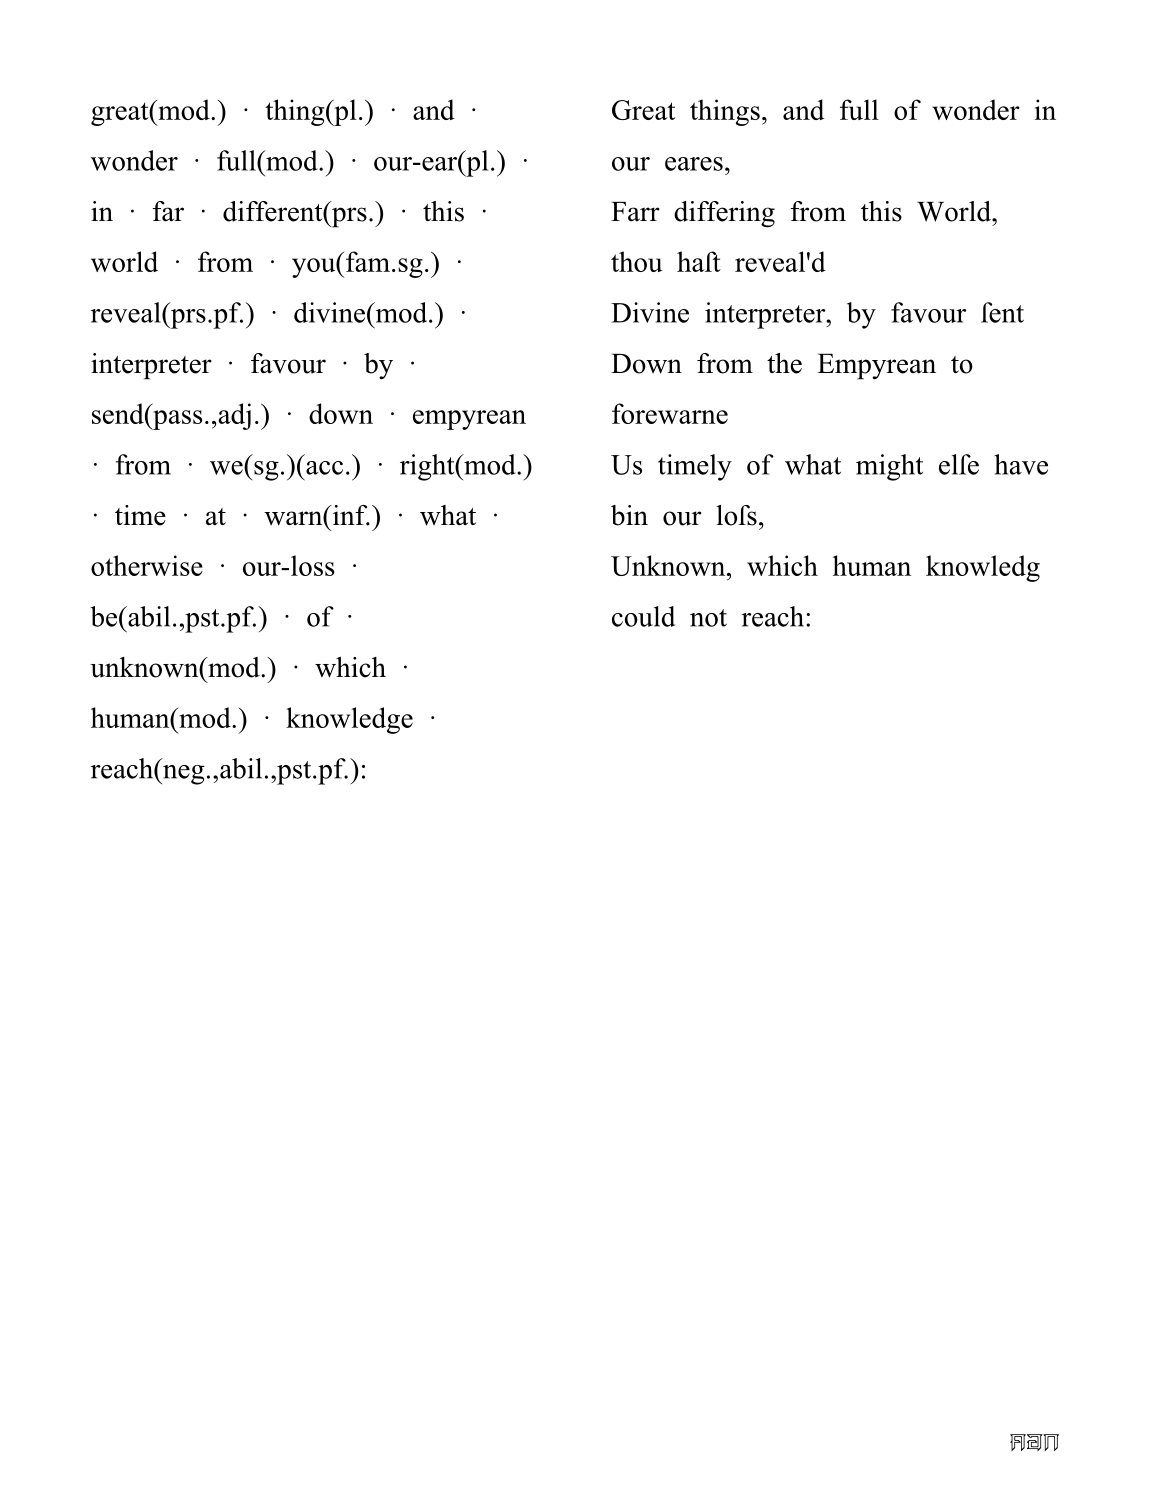 great(mod.) · thing(pl.) · and ·
wonder · full(mod.) · our-ear(pl.) ·
in · far · different(prs.) · this ·
world · from · you(fam.sg.) ·
reveal(prs.pf.) · divine(mod.) ·
interpreter · favour · by ·
send(pass.,adj.) · down · empyrean
· from · we(sg.)(acc.) · right(mod.)
· time · at · warn(inf.) · what ·
otherwise · our-loss ·
be(abil.,pst.pf.) · of ·
unknown(mod.) · which ·
human(mod.) · knowledge ·
reach(neg.,abil.,pst.pf.):
Great things, and full of wonder in
our eares,
Farr differing from this World,
thou haſt reveal'd
Divine interpreter, by favour ſent
Down from the Empyrean to
forewarne
Us timely of what might elſe have
bin our loſs,
Unknown, which human knowledg
could not reach: